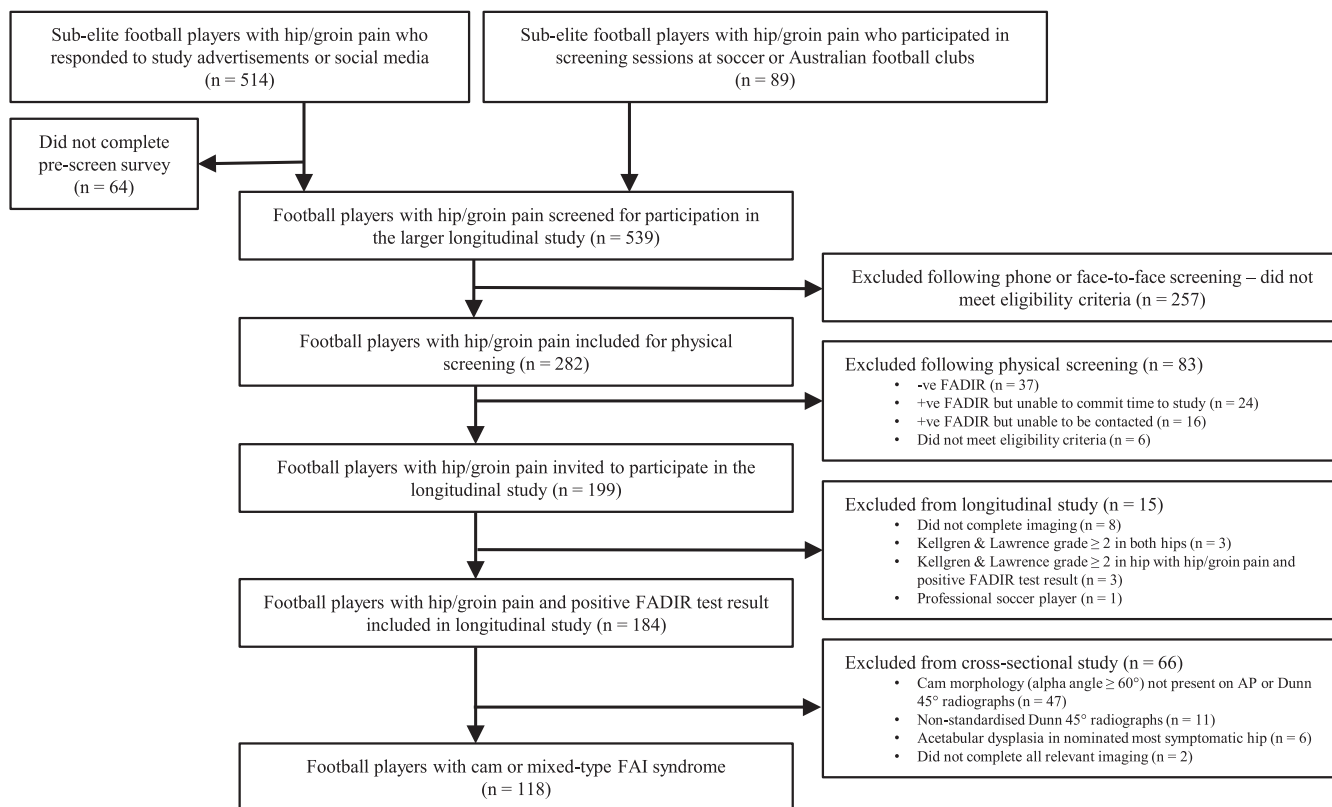 Sub-elite football players with hip/groin pain who
responded to study advertisements or social media
(n = 514)
Sub-elite football players with hip/groin pain who participated in
screening sessions at soccer or Australian football clubs
(n = 89)
Did not complete
pre-screen survey
(n = 64)
Football players with hip/groin pain screened for participation in
the larger longitudinal study (n = 539)
Excluded following phone or face-to-face screening – did not
meet eligibility criteria (n = 257)
Football players with hip/groin pain included for physical
screening (n = 282)
Excluded following physical screening (n = 83)
• -ve FADIR (n = 37)
• +ve FADIR but unable to commit time to study (n = 24)
• +ve FADIR but unable to be contacted (n = 16)
• Did not meet eligibility criteria (n = 6)
Football players with hip/groin pain invited to participate in the
longitudinal study (n = 199)
Excluded from longitudinal study (n = 15)
• Did not complete imaging (n = 8)
• Kellgren & Lawrence grade ≥ 2 in both hips (n = 3)
• Kellgren & Lawrence grade ≥ 2 in hip with hip/groin pain and
positive FADIR test result (n = 3)
• Professional soccer player (n = 1)
Football players with hip/groin pain and positive FADIR test result
included in longitudinal study (n = 184)
Excluded from cross-sectional study (n = 66)
• Cam morphology (alpha angle ≥ 60°) not present on AP or Dunn
45° radiographs (n = 47)
• Non-standardised Dunn 45° radiographs (n = 11)
• Acetabular dysplasia in nominated most symptomatic hip (n = 6)
• Did not complete all relevant imaging (n = 2)
Football players with cam or mixed-type FAI syndrome
(n = 118)